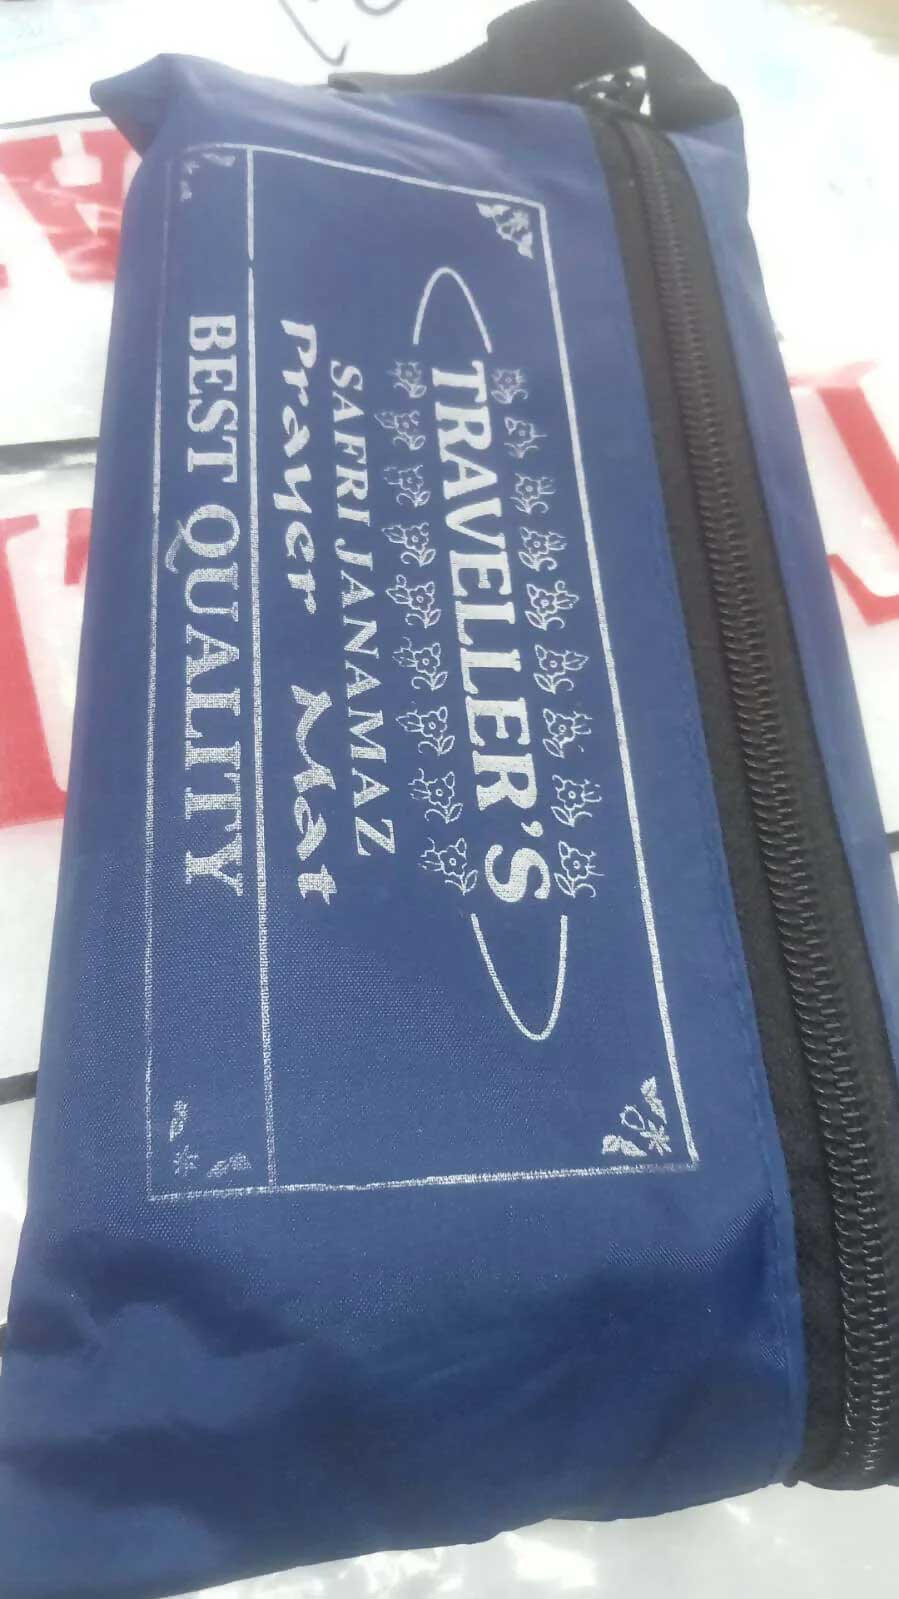 TRAVELLER'S
SAFRI JANAMAZ
Prayer Mat
BEST QUALITY